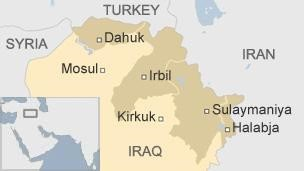 TURKEY
SYRIA
Dahuk
IRAN
Mosul
Irbil
Kirkuk
Sulaymaniya
Halabja
IRAQ